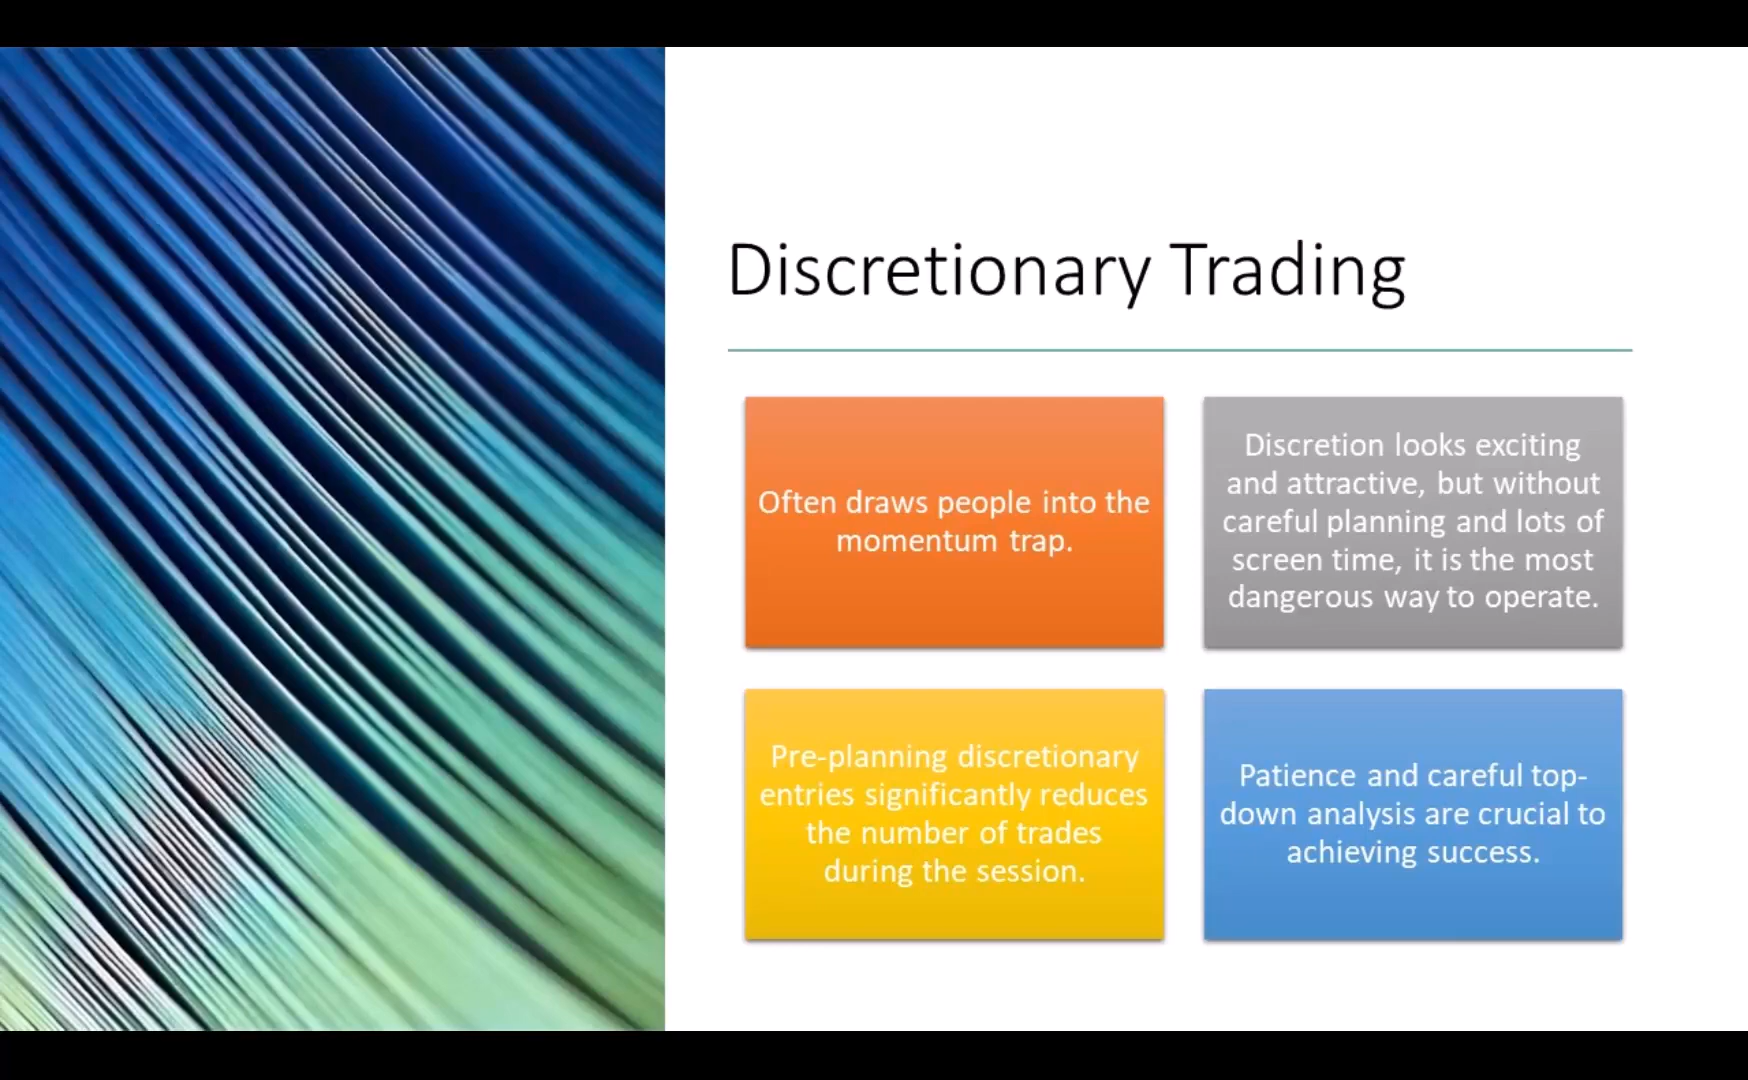 Discretionary Trading
Often draws people into the
momentum trap.
Discretion looks exciting
and attractive, but without
careful planning and lots of
screen time, it is the most
dangerous way to operate.
Pre-planning discretionary
entries significantly reduces
the number of trades
during the session.
Patience and careful top-
down analysis are crucial to
achieving success.